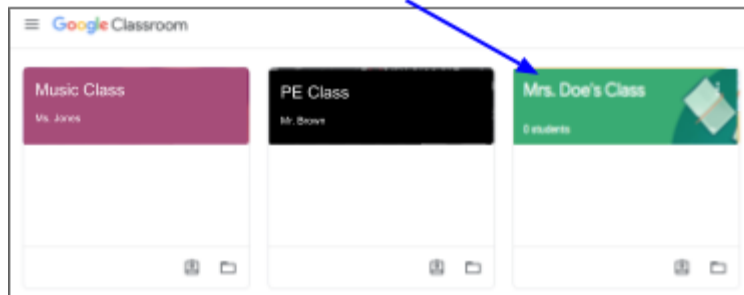 Google Classroom
Music Class
Ms. Jones
PE Class
Mr. Brown
Mrs. Doe's Class
0 students